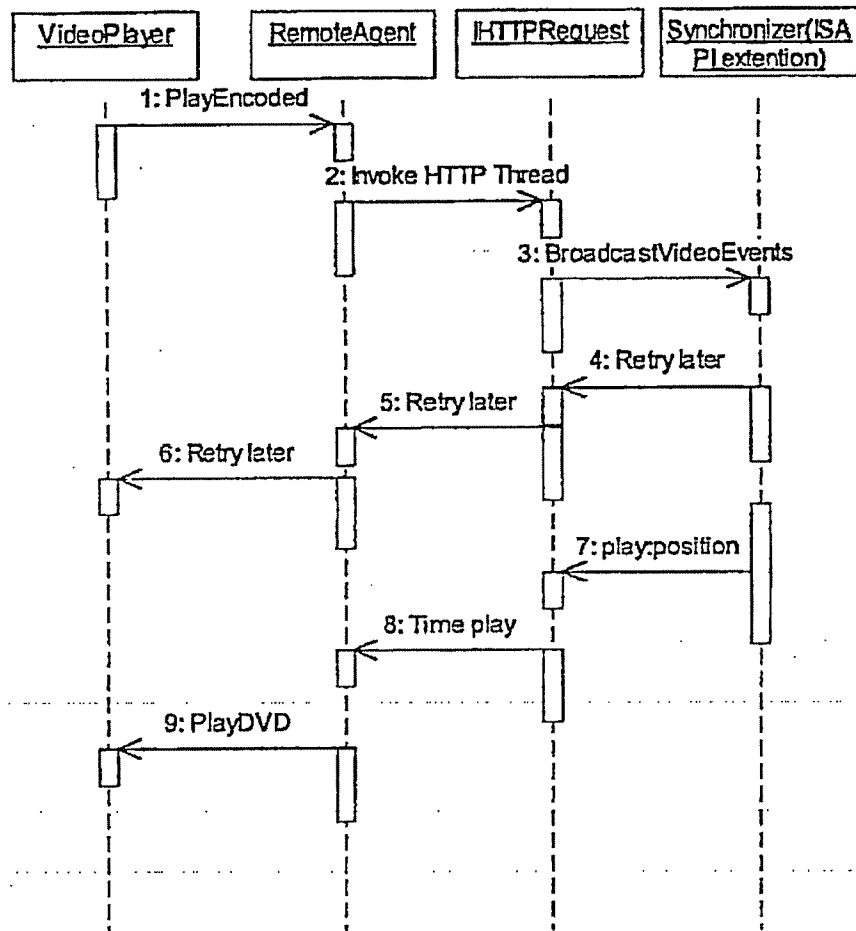 VideoPlayer
RemoteAgent
IHTTPRequest
Synchronizer(ISA
PI extention)
1: PlayEncoded
2: Invoke HTTP Thread
3: BroadcastVideoEvents
4: Retry later
5: Retry later
6: Retry later
7: play:position
8: Time play
9: PlayDVD